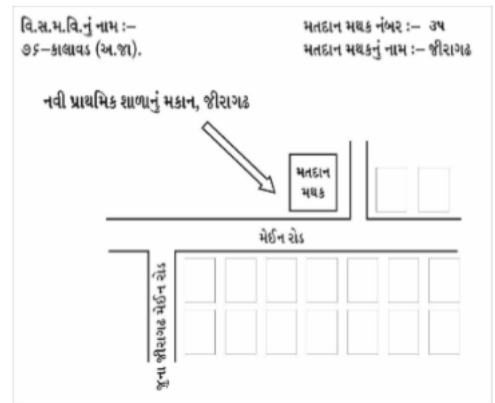 વિ.સ.મ.વિ.નું નામ :–
૭૬–કાલાવડ (અ.જા).
મતદાન મથક નંબર :– ૩૫
મતદાન મથકનું નામ :– જીરાગઢ
નવી પ્રાથમિક શાળાનું મકાન, જીરાગઢ
મતદાન
મથક
મેઈન રોડ
જુના જીરાગઢ મેઈન રોડ